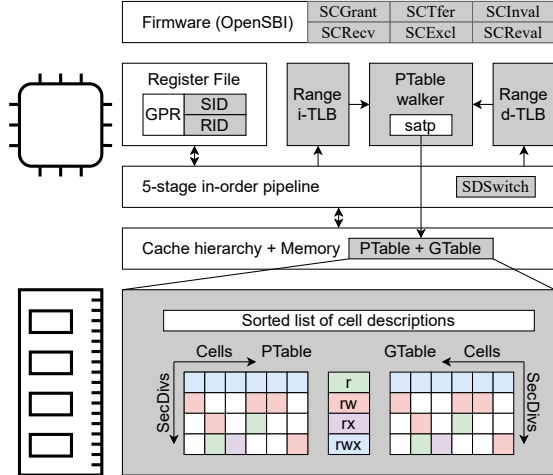 Firmware (OpenSBI)
SCGrant SCTfer SCInval
SCRecv SCExcl SCReval
Register File
GPR
SID
RID
Range
i-TLB
PTable
walker
satp
Range
d-TLB
5-stage in-order pipeline
SDSwitch
Cache hierarchy + Memory
PTable + GTable
Sorted list of cell descriptions
Cells PTable
SecDivs
r
rw
rx
rwx
GTable Cells
SecDivs